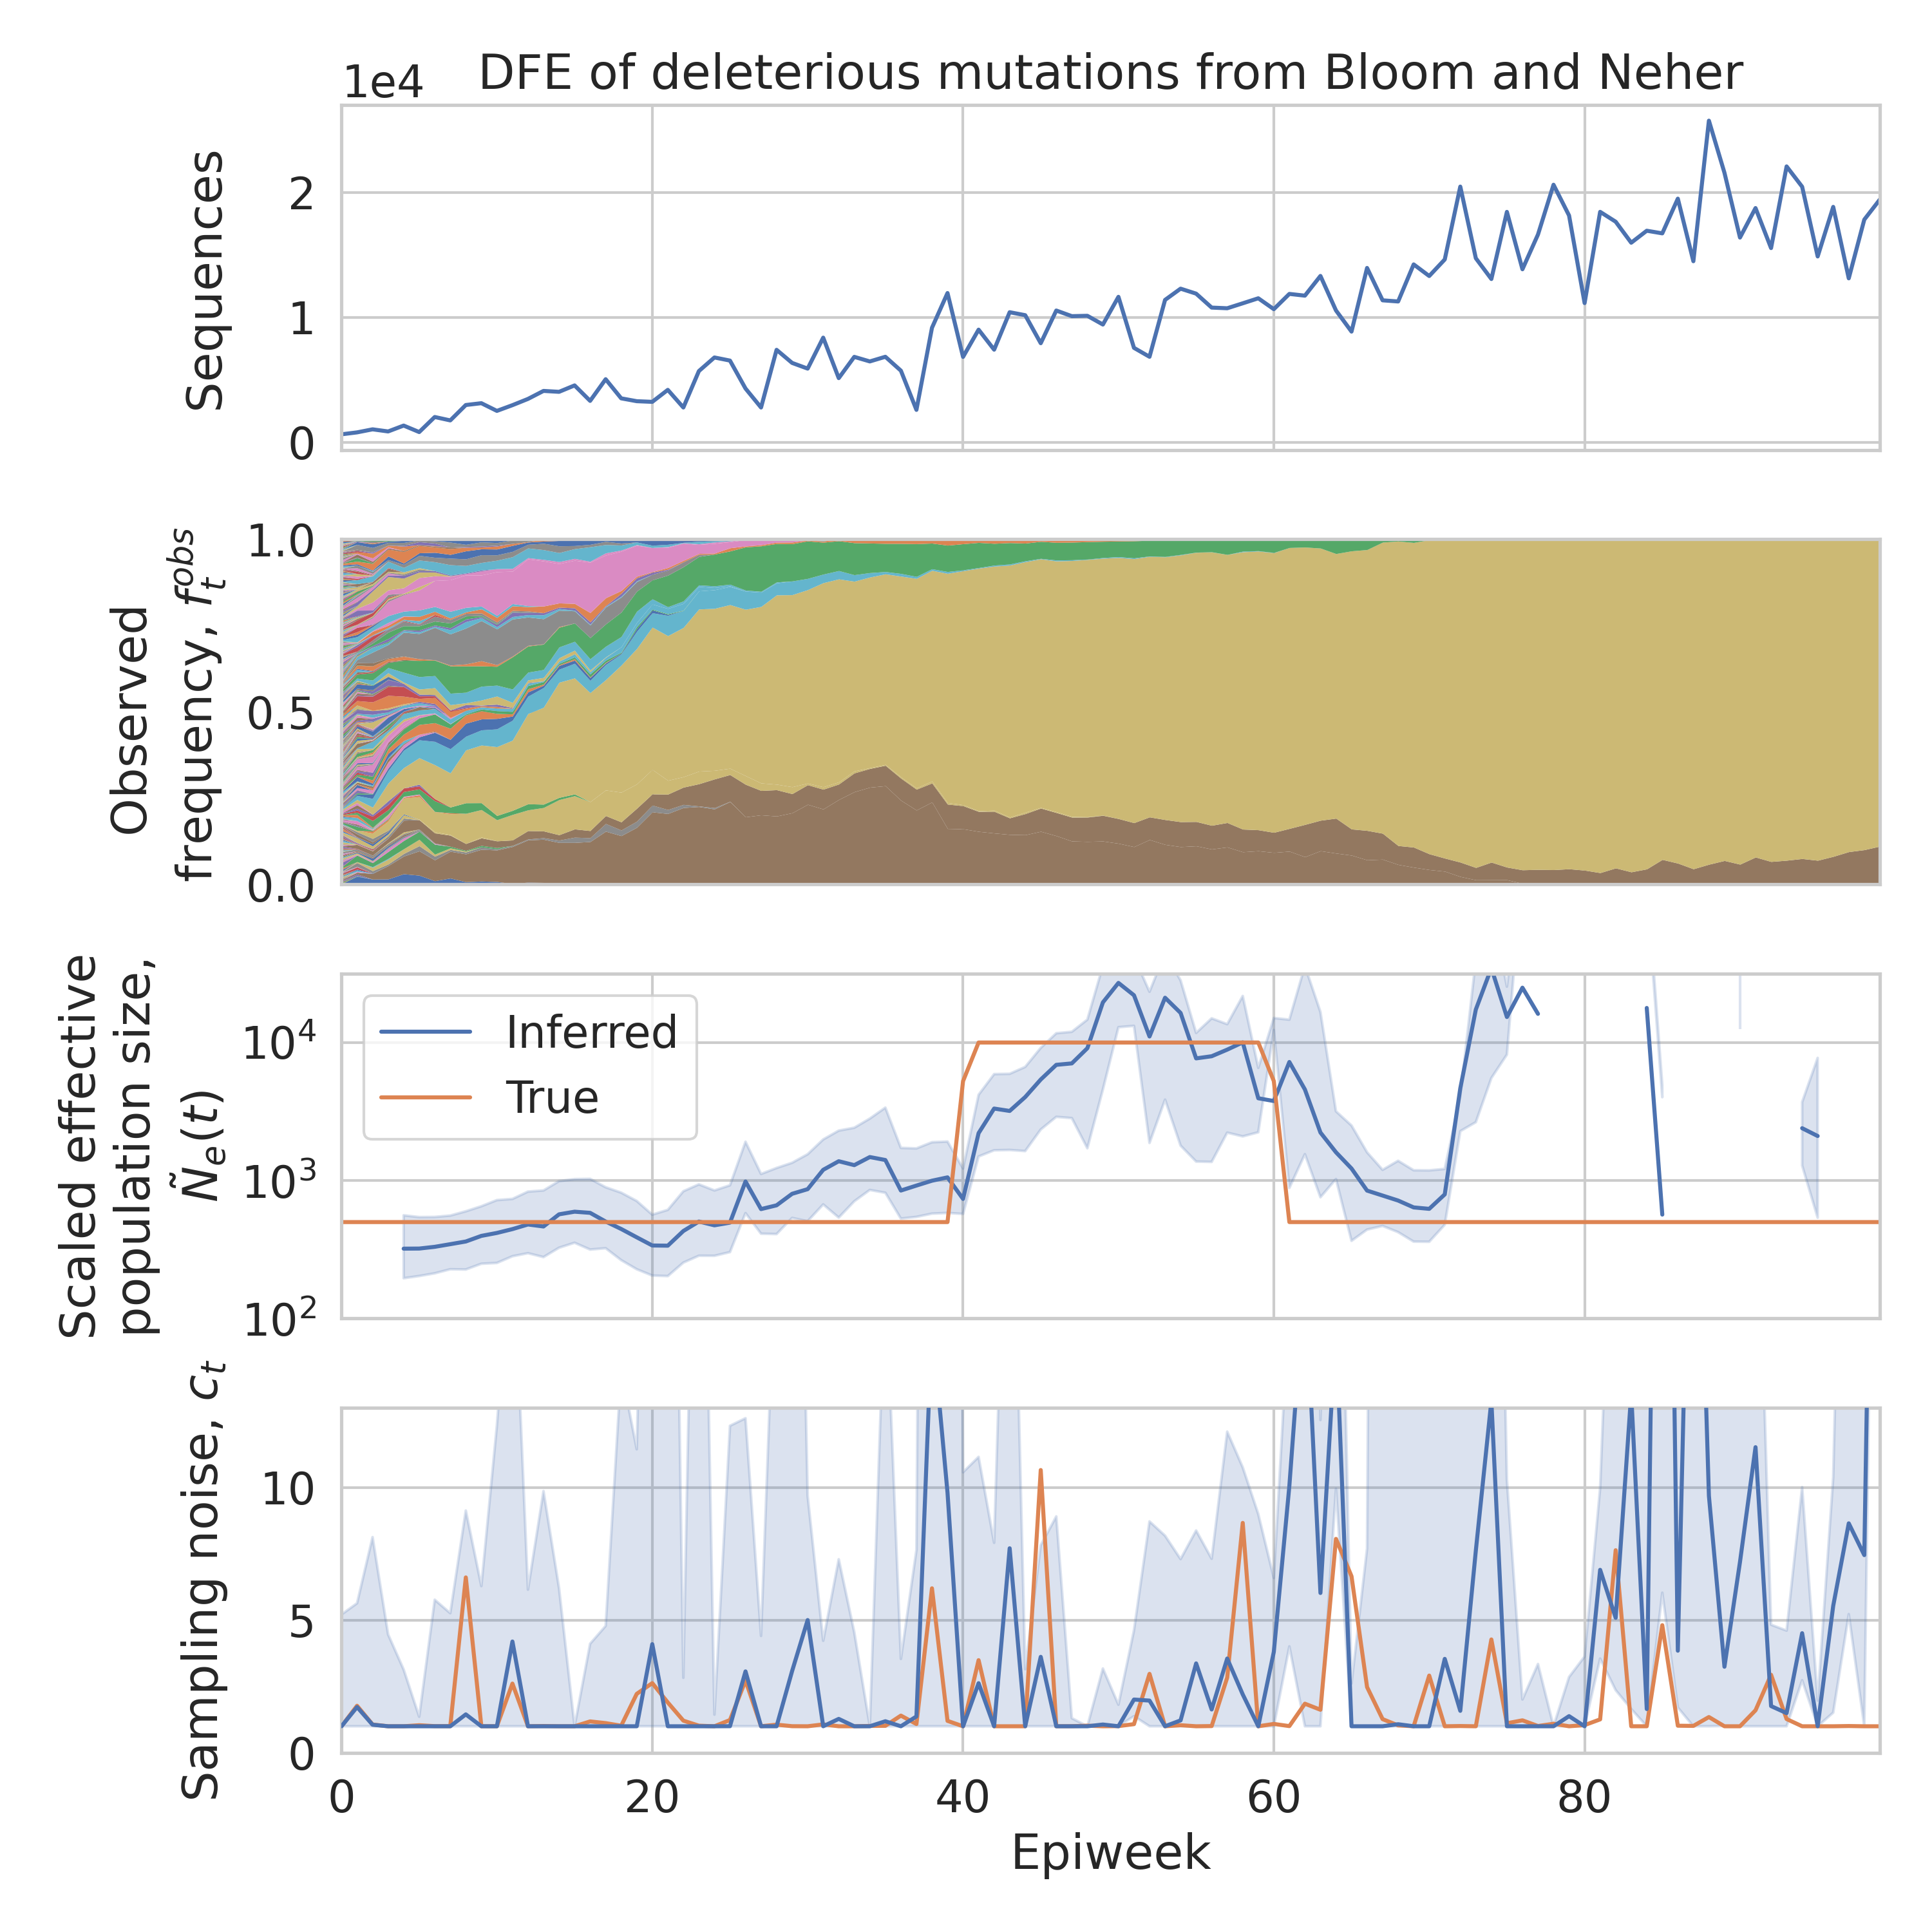 DFE of deleterious mutations from Bloom and Neher
1e4
Sequences
2
1
0
Observed
frequency, f_t^{obs}
1.0
0.5
0.0
Scaled effective
population size,
Ñ_e(t)
10^4
10^3
10^2
Inferred
True
Sampling noise, c_t
10
5
0
0 20 40 60 80
Epiweek